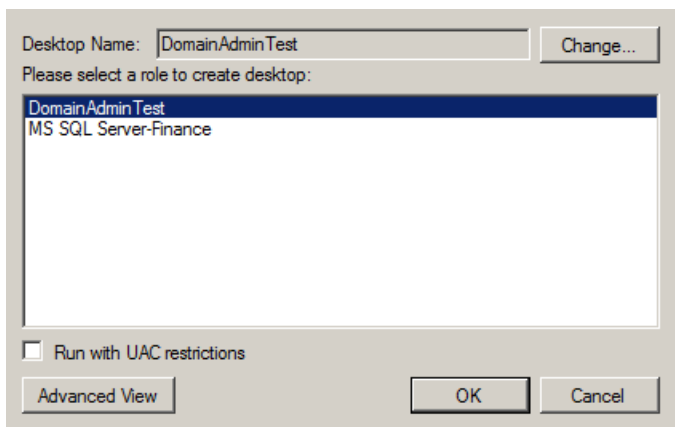 Desktop Name: DomainAdminTest Change...
Please select a role to create desktop:
DomainAdminTest
MS SQL Server-Finance
Run with UAC restrictions
Advanced View OK Cancel